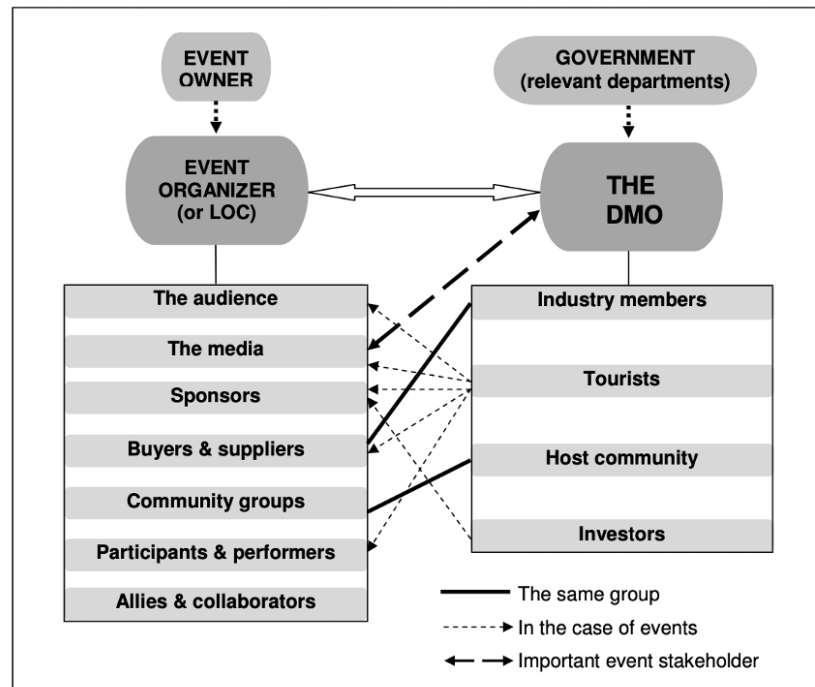 EVENT
OWNER
GOVERNMENT
(relevant departments)
EVENT
ORGANIZER
(or LOC)
THE
DMO
The audience
The media
Sponsors
Buyers & suppliers
Community groups
Participants & performers
Allies & collaborators
Industry members
Tourists
Host community
Investors
The same group
In the case of events
Important event stakeholder